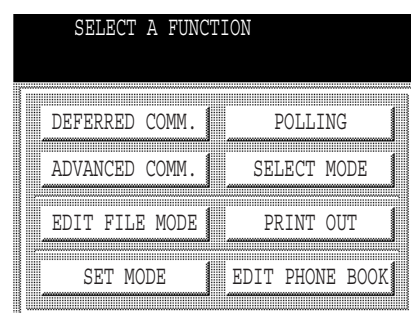 SELECT A FUNCTION
DEFERRED COMM. POLLING
ADVANCED COMM. SELECT MODE
EDIT FILE MODE PRINT OUT
SET MODE EDIT PHONE BOOK